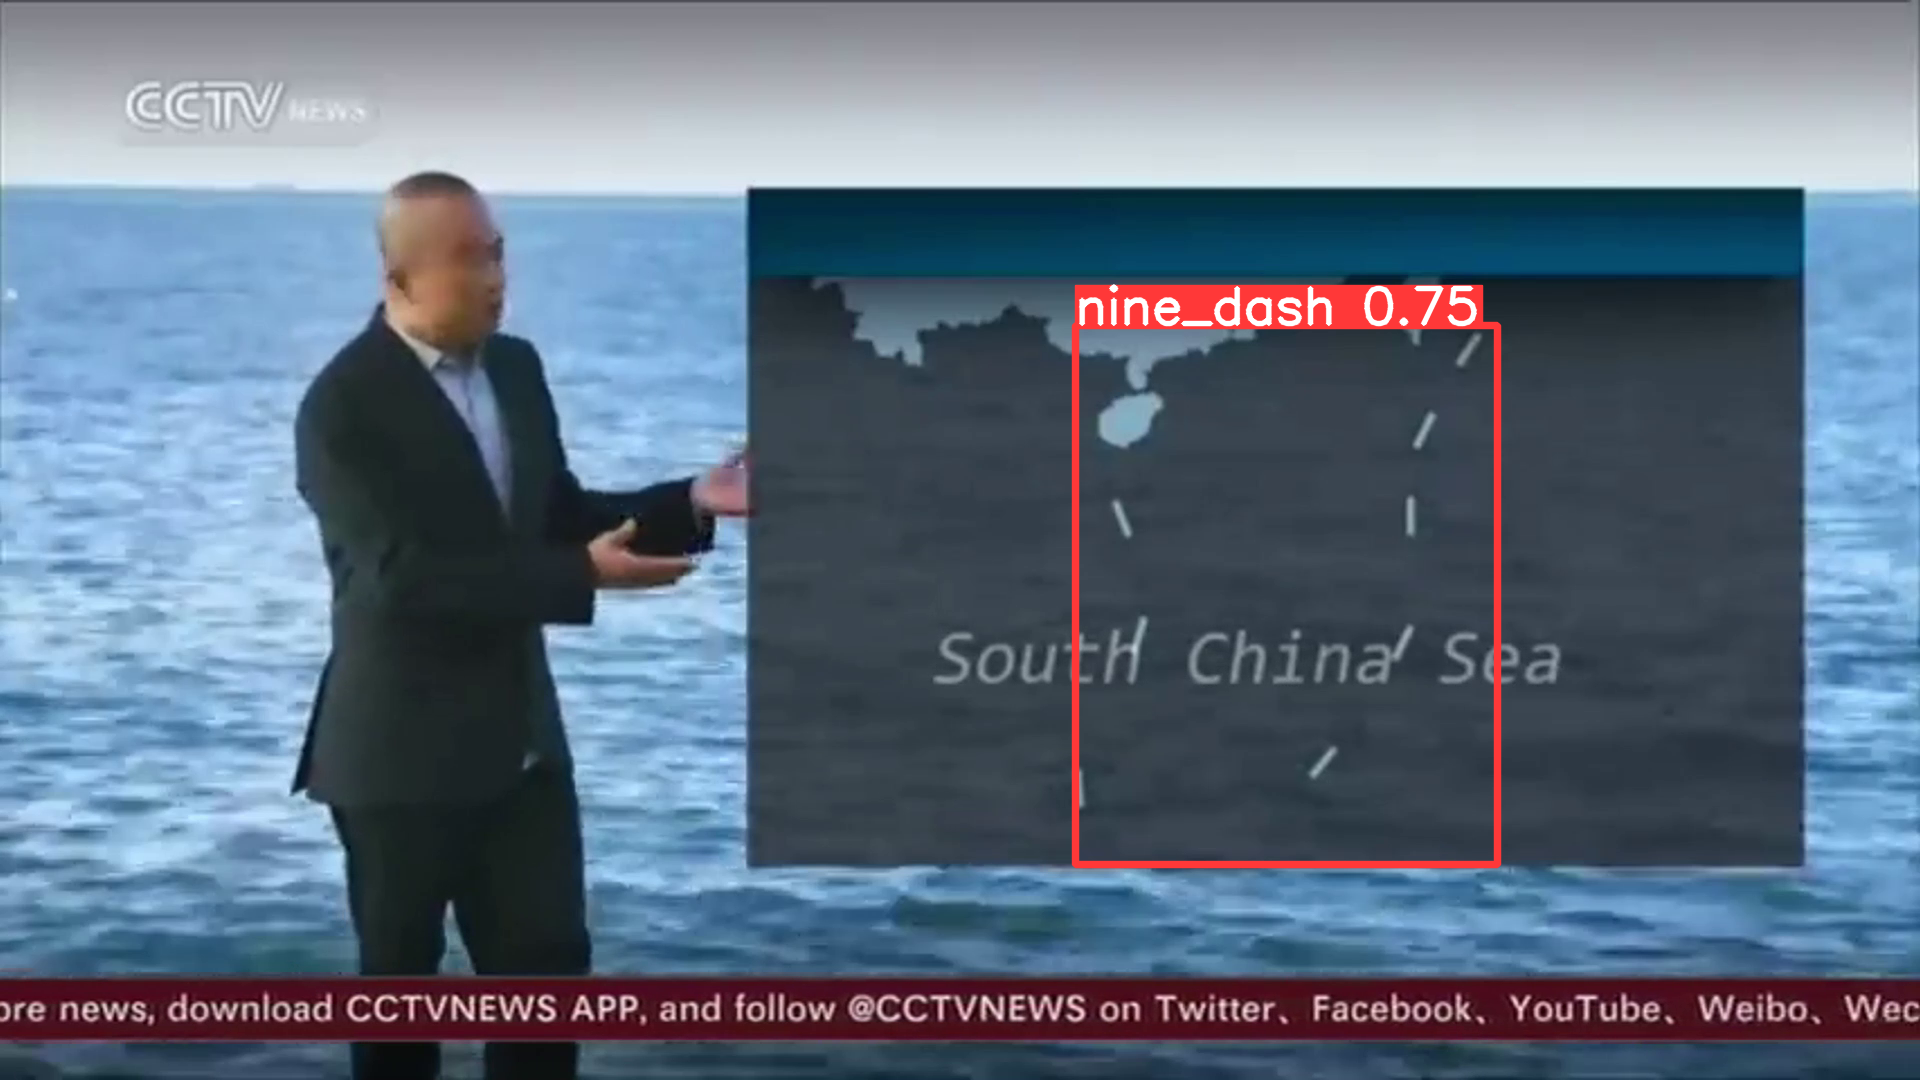 CCTV NEWS
nine_dash 0.75
South China Sea
ore news, download CCTVNEWS APP, and follow @CCTVNEWS on Twitter、Facebook、YouTube、Weibo、Wec